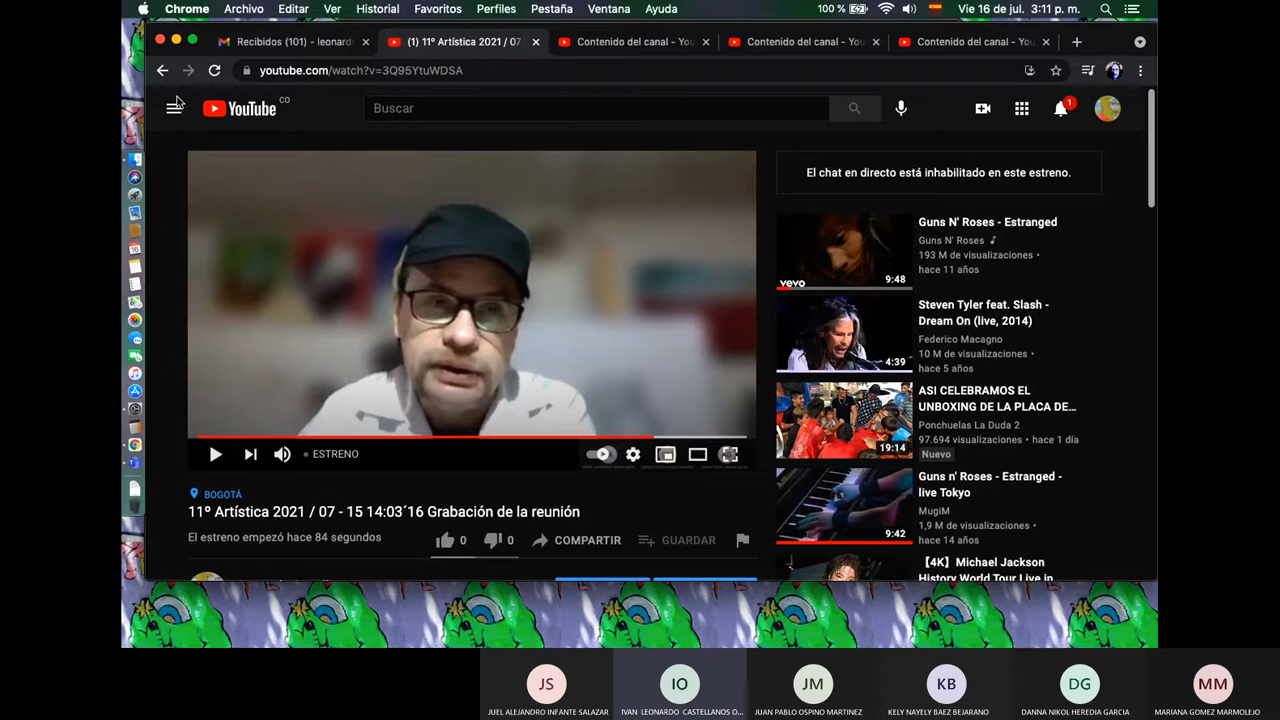 Chrome Archivo Editar Ver Historial Favoritos Perfiles Pestaña Ventana Ayuda 100 % Vie 16 de jul. 3:11 p. m.
Recibidos (101) - leonard
(1) 11º Artística 2021 / 07
Contenido del canal - You
Contenido del canal - You
Contenido del canal - You
youtube.com/watch?v=3Q95YtuWDSA
YouTube CO
Buscar
1
El chat en directo está inhabilitado en este estreno.
Guns N' Roses - Estranged
Guns N' Roses
193 M de visualizaciones •
hace 11 años
vevo
9:48
Steven Tyler feat. Slash -
Dream On (live, 2014)
Federico Macagno
10 M de visualizaciones •
hace 5 años
4:39
ASI CELEBRAMOS EL
UNBOXING DE LA PLACA DE...
Ponchuelas La Duda 2
97.694 visualizaciones • hace 1 día
Nuevo
19:14
Guns n' Roses - Estranged -
live Tokyo
MugiM
1,9 M de visualizaciones •
hace 14 años
9:42
【4K】Michael Jackson
History World Tour Live in
• ESTRENO
BOGOTÁ
11º Artística 2021 / 07 - 15 14:03´16 Grabación de la reunión
El estreno empezó hace 84 segundos
0 0 COMPARTIR GUARDAR
JS
IO
JM
KB
DG
MM
JUEL ALEJANDRO INFANTE SALAZAR
IVAN LEONARDO CASTELLANOS O...
JUAN PABLO OSPINO MARTINEZ
KELY NAYELY BAEZ BEJARANO
DANNA NIKOL HEREDIA GARCIA
MARIANA GOMEZ MARMOLEJO